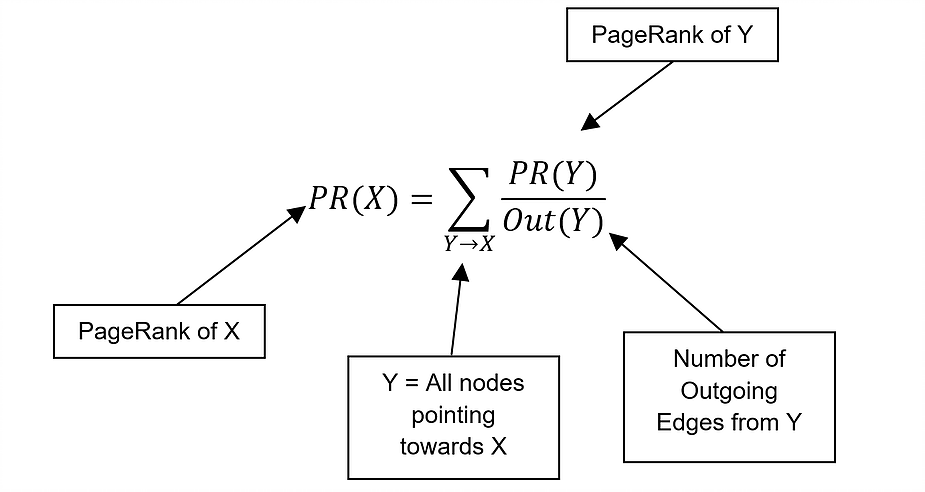 PageRank of Y
PR(X) = ∑ PR(Y)
Out(Y)
Y→X
PageRank of X
Y = All nodes
pointing
towards X
Number of
Outgoing
Edges from Y